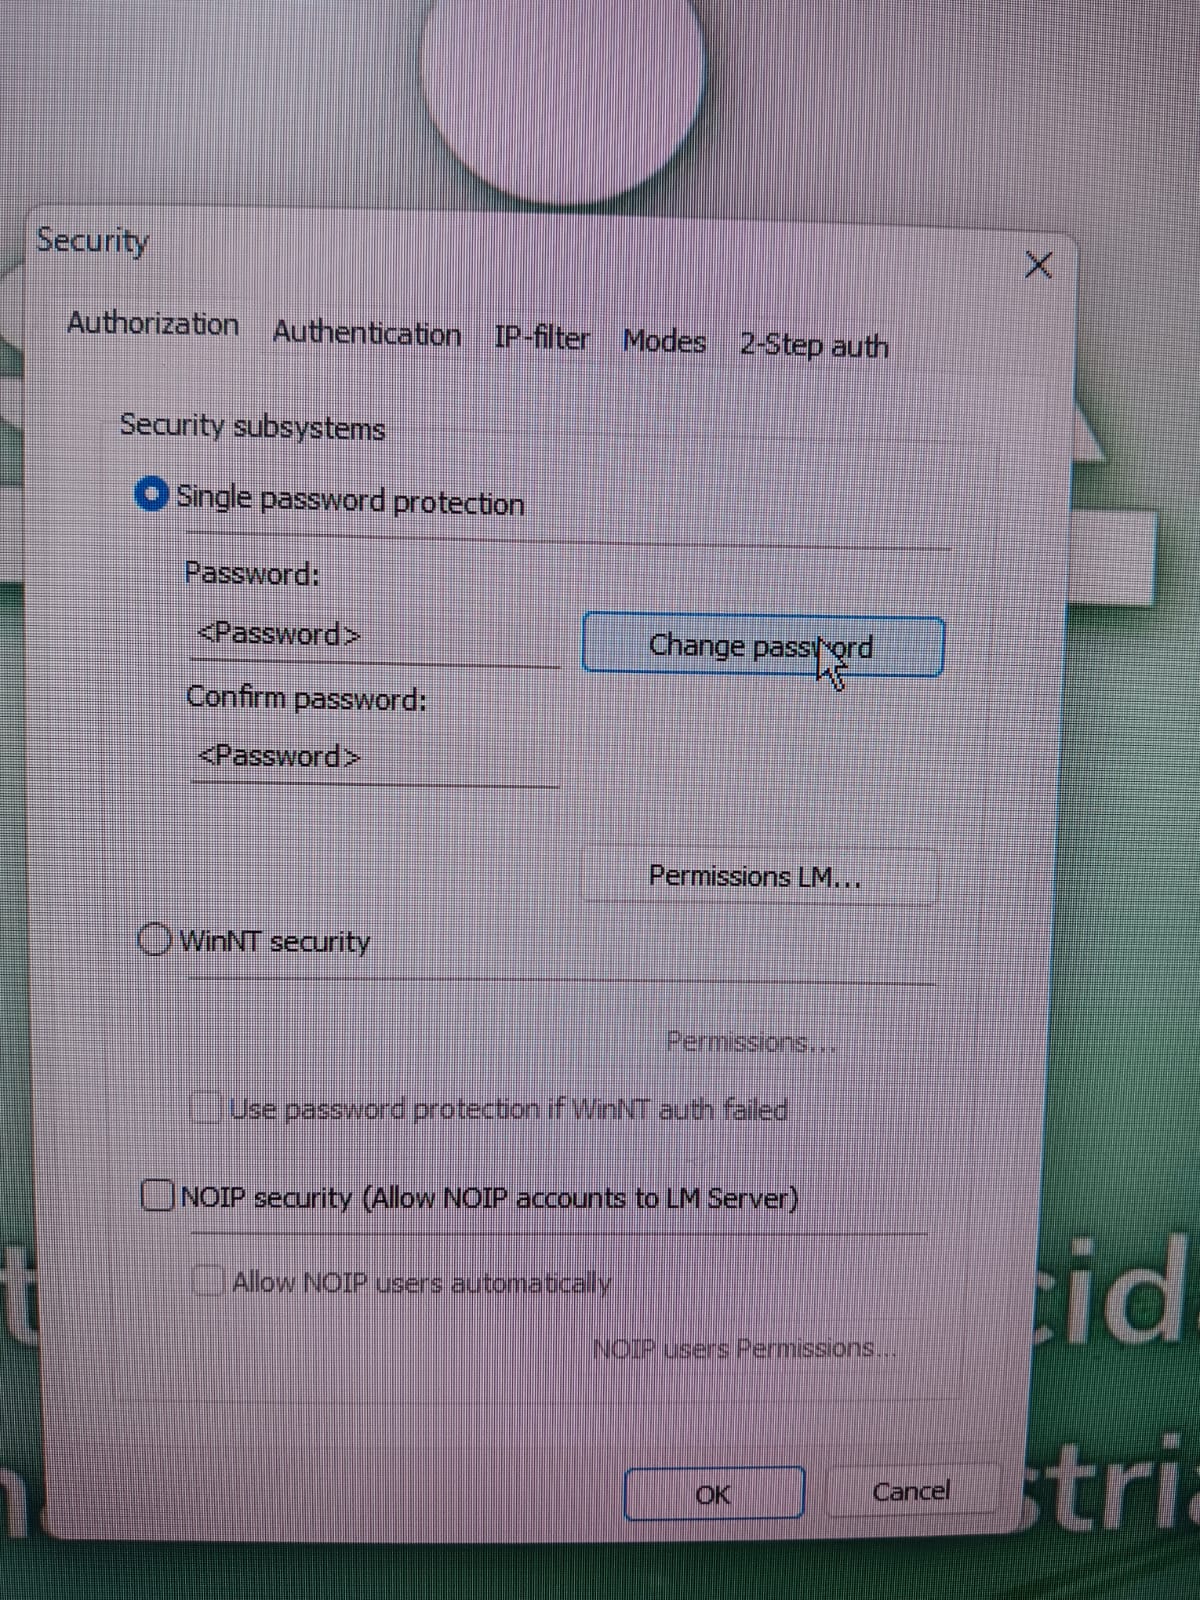 Security
Authorization Authentication IP-filter Modes 2-Step auth
Security subsystems
Single password protection
Password:
<Password>
Change password
Confirm password:
<Password>
Permissions LM...
WinNT security
Permissions...
Use password protection if WinNT auth failed
NOIP security (Allow NOIP accounts to LM Server)
Allow NOIP users automatically
NOIP users Permissions...
OK Cancel